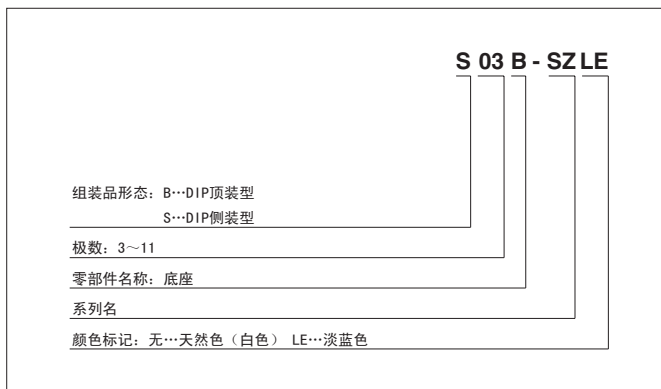 S 03 B - SZ LE
组装品形态：B…DIP顶装型
S…DIP侧装型
极数：3～11
零部件名称：底座
系列名
颜色标记：无…天然色（白色） LE…淡蓝色